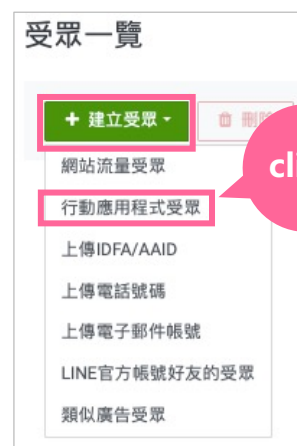 受眾一覽
+ 建立受眾
刪除
網站流量受眾
行動應用程式受眾
上傳IDFA/AAID
上傳電話號碼
上傳電子郵件帳號
LINE官方帳號好友的受眾
類似廣告受眾